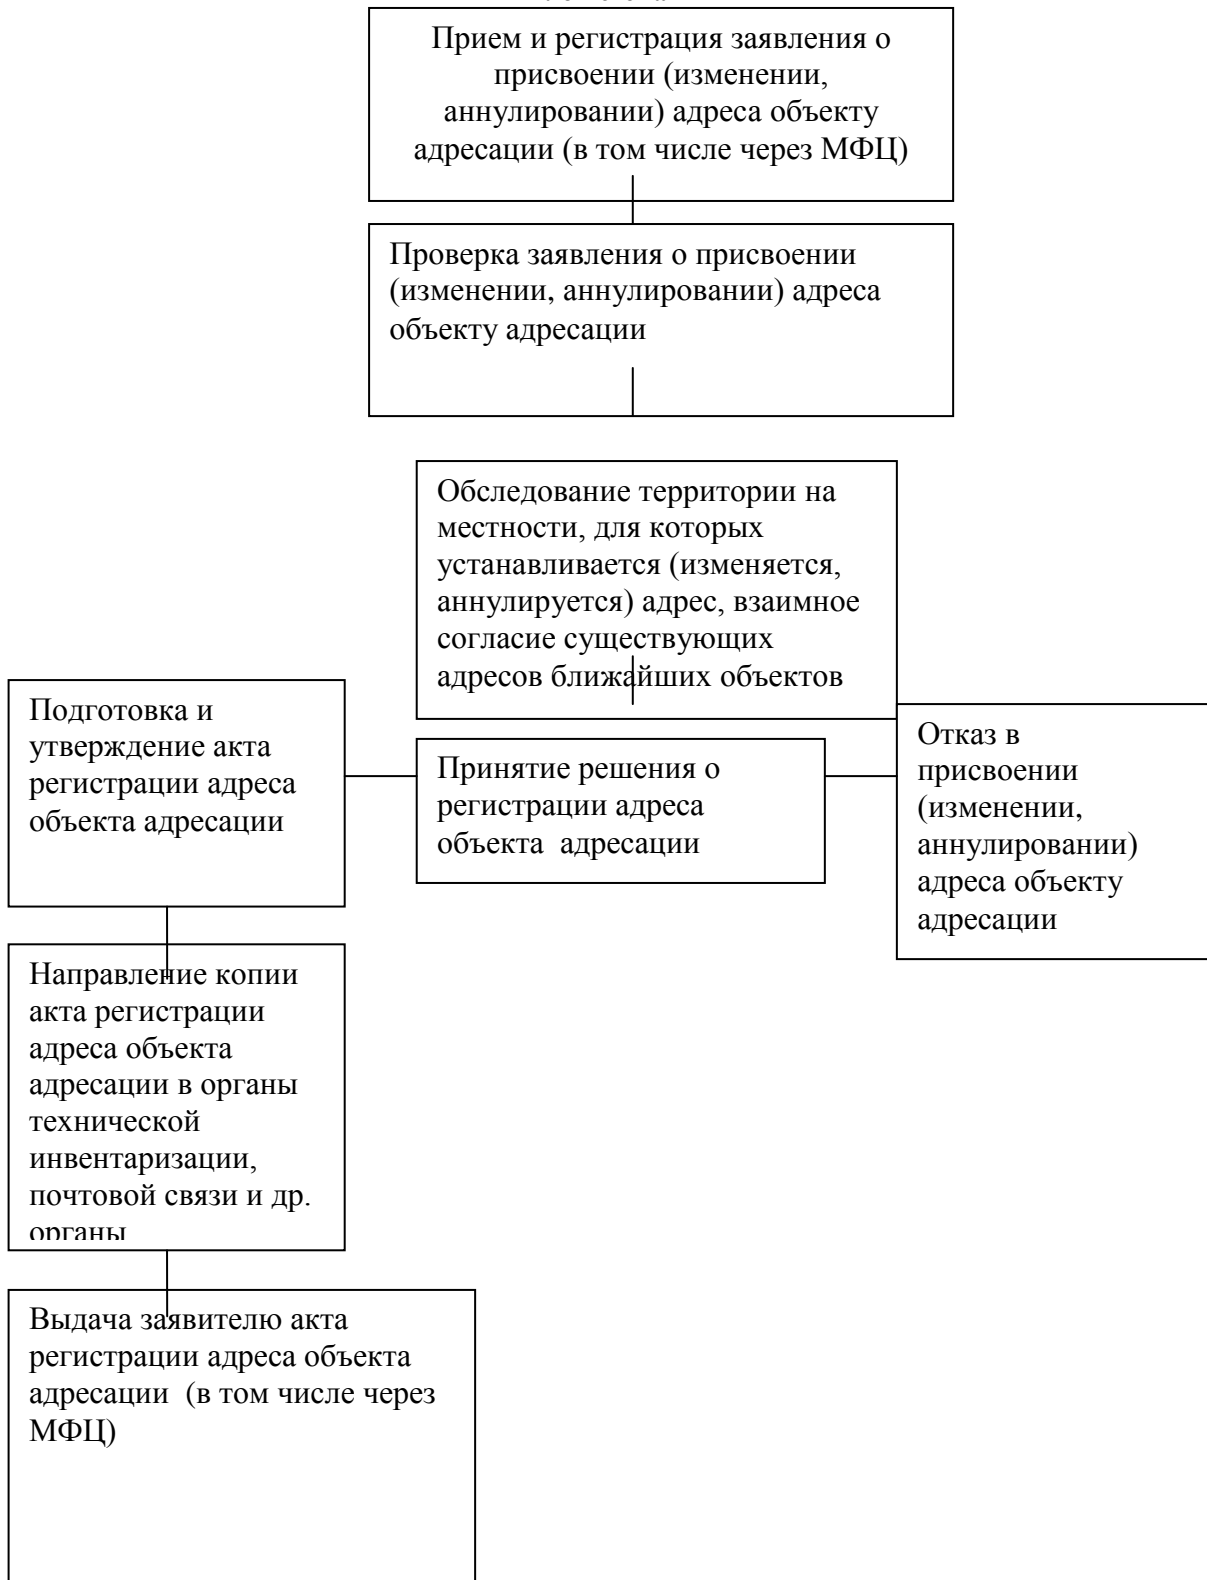 Прием и регистрация заявления о
присвоении (изменении,
аннулировании) адреса объекту
адресации (в том числе через МФЦ)
Проверка заявления о присвоении
(изменении, аннулировании) адреса
объекту адресации
Обследование территории на
местности, для которых
устанавливается (изменяется,
аннулируется) адрес, взаимное
согласие существующих
адресов ближайших объектов
Подготовка и
утверждение акта
регистрации адреса
объекта адресации
Принятие решения о
регистрации адреса
объекта адресации
Отказ в
присвоении
(изменении,
аннулировании)
адреса объекту
адресации
Направление копии
акта регистрации
адреса объекта
адресации в органы
технической
инвентаризации,
почтовой связи и др.
органы
Выдача заявителю акта
регистрации адреса объекта
адресации (в том числе через
МФЦ)